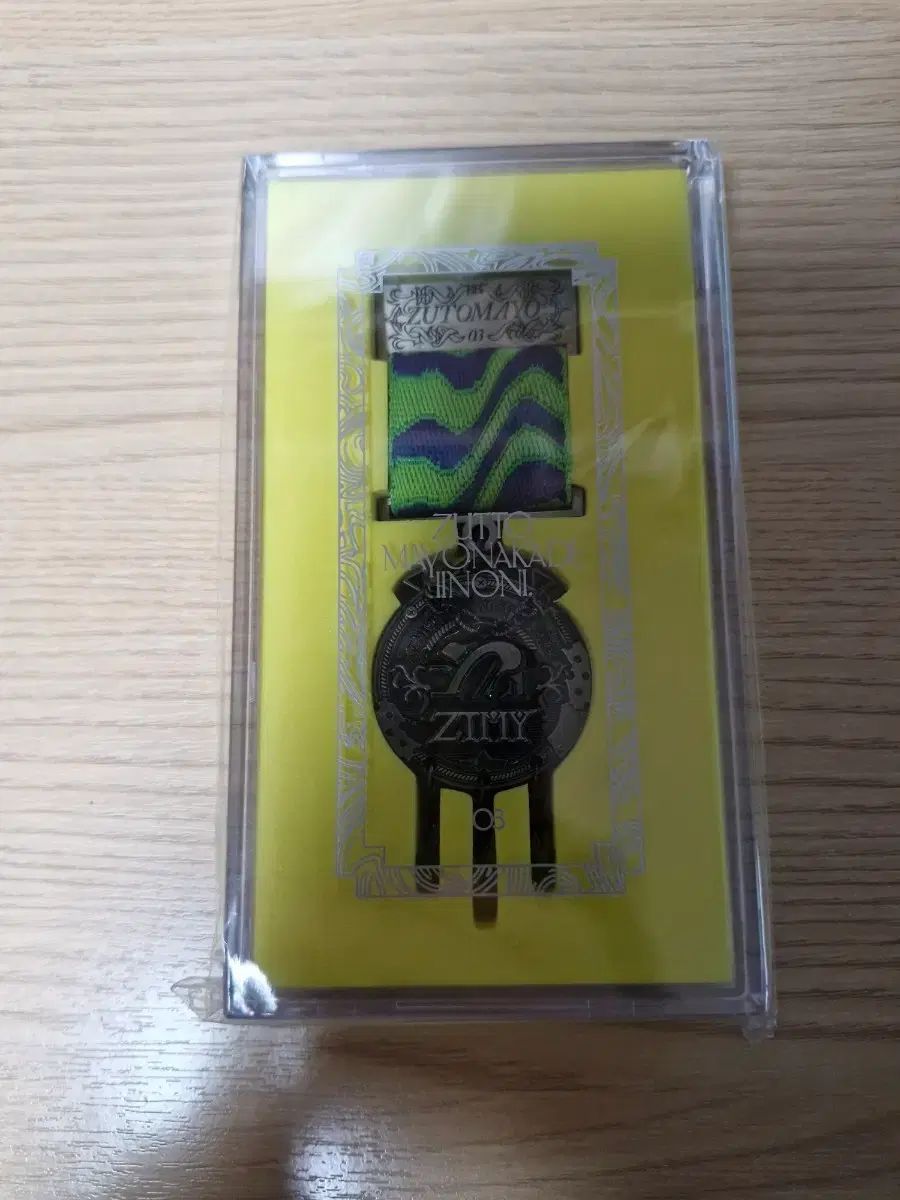 ZUTOMAYO
03
ZUTTO
MAYONAKADE
IINONI.
ZTMY
03